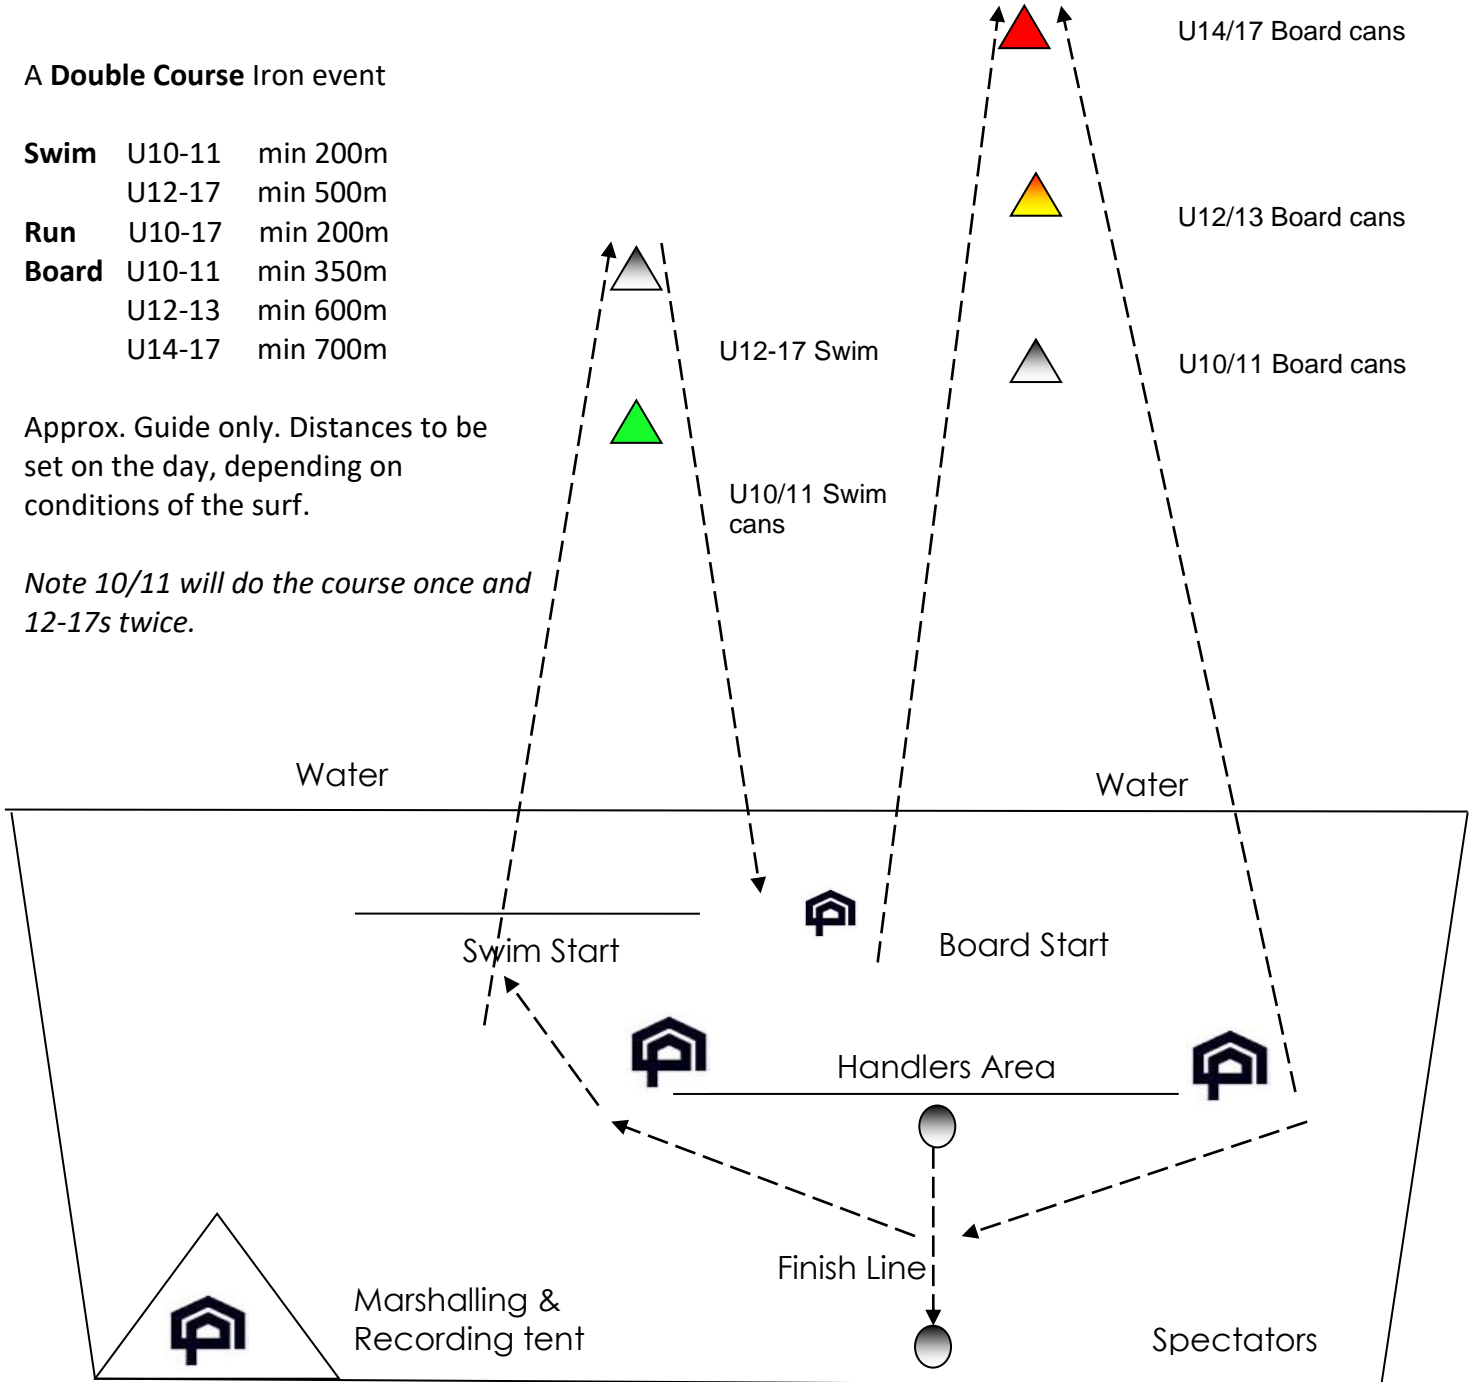 A Double Course Iron event
Swim U10-11 min 200m
U12-17 min 500m
Run U10-17 min 200m
Board U10-11 min 350m
U12-13 min 600m
U14-17 min 700m
Approx. Guide only. Distances to be
set on the day, depending on
conditions of the surf.
Note 10/11 will do the course once and
12-17s twice.
U14/17 Board cans
U12/13 Board cans
U12-17 Swim
U10/11 Board cans
U10/11 Swim
cans
Water
Water
Swim Start
Board Start
Handlers Area
Finish Line
Marshalling &
Recording tent
Spectators